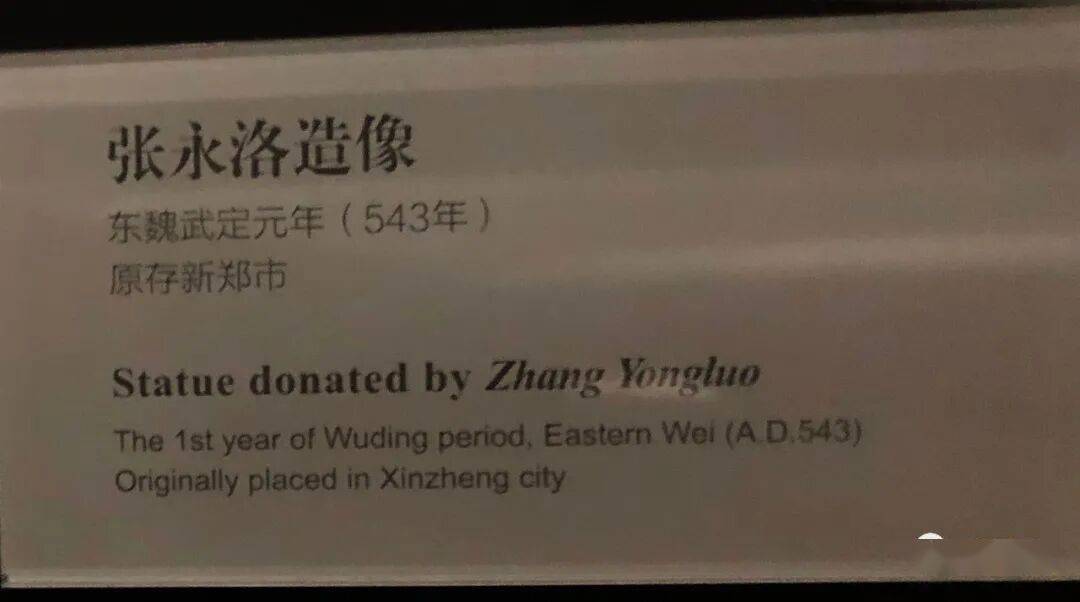 张永洛造像
东魏武定元年（543年）
原存新郑市
Statue donated by Zhang Yongluo
The 1st year of Wuding period, Eastern Wei (A.D.543)
Originally placed in Xinzheng city